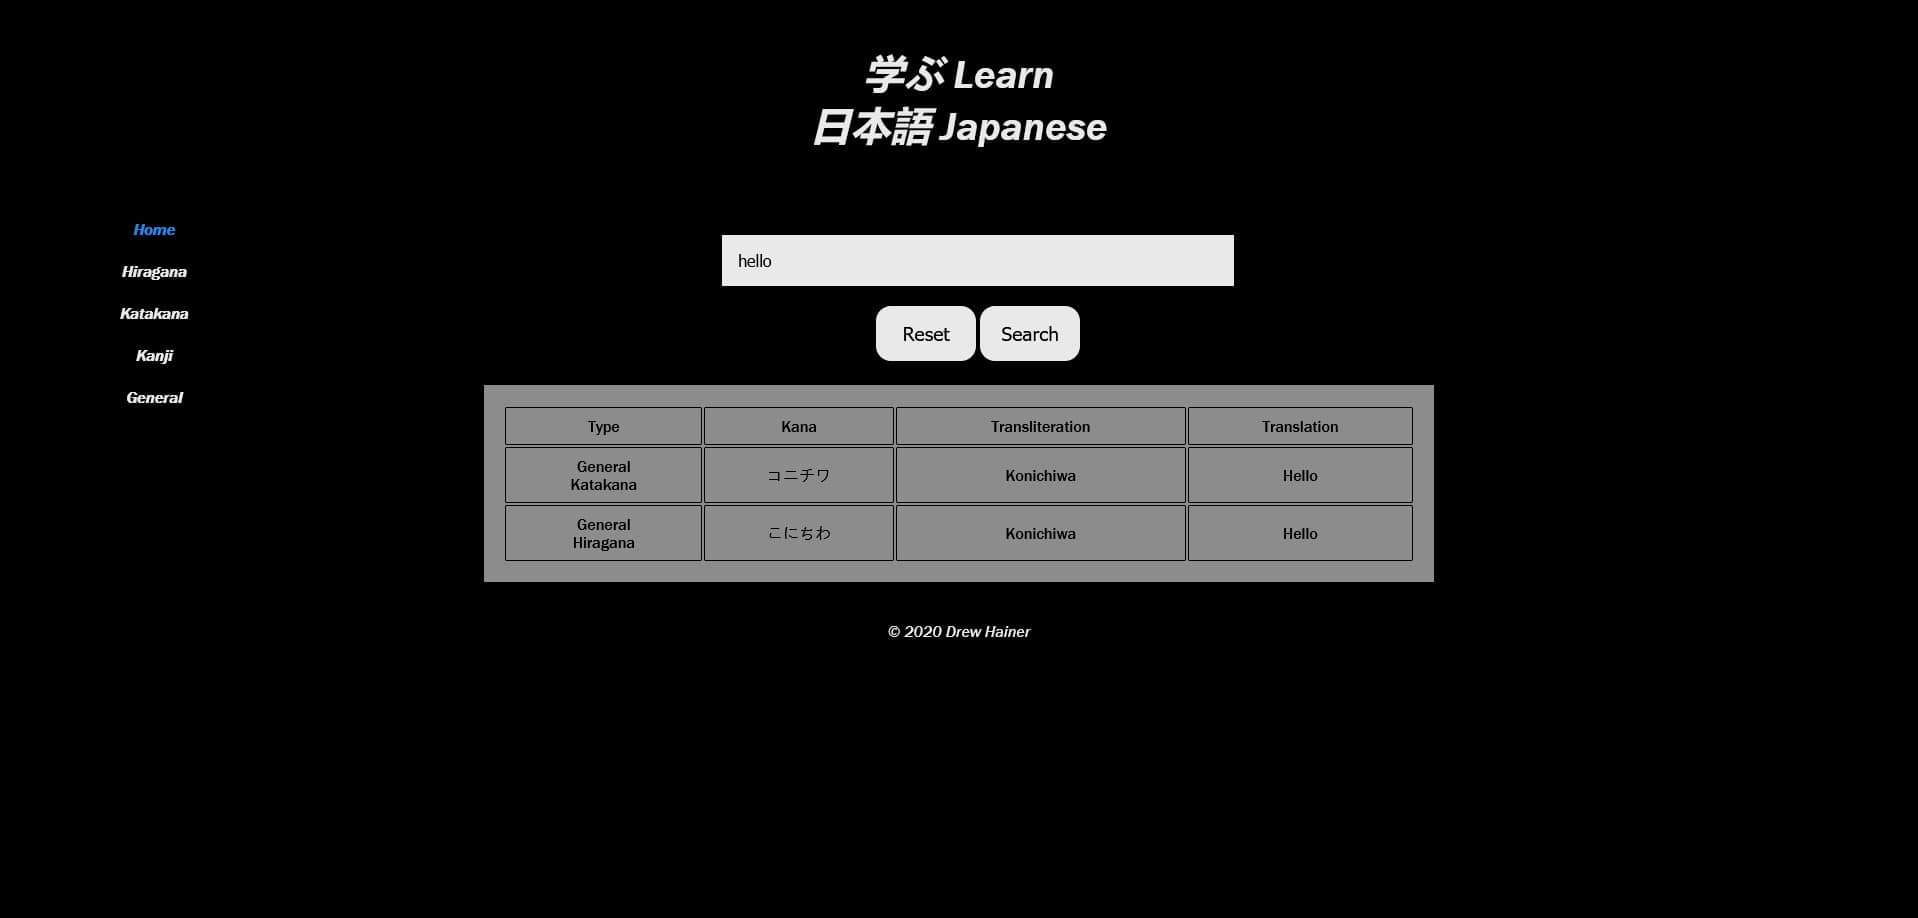 学ぶ Learn
日本語 Japanese
Home
Hiragana
Katakana
Kanji
General
hello
Reset Search
Type Kana Transliteration Translation
General
Katakana コニチワ Konichiwa Hello
General
Hiragana こにちわ Konichiwa Hello
© 2020 Drew Hainer